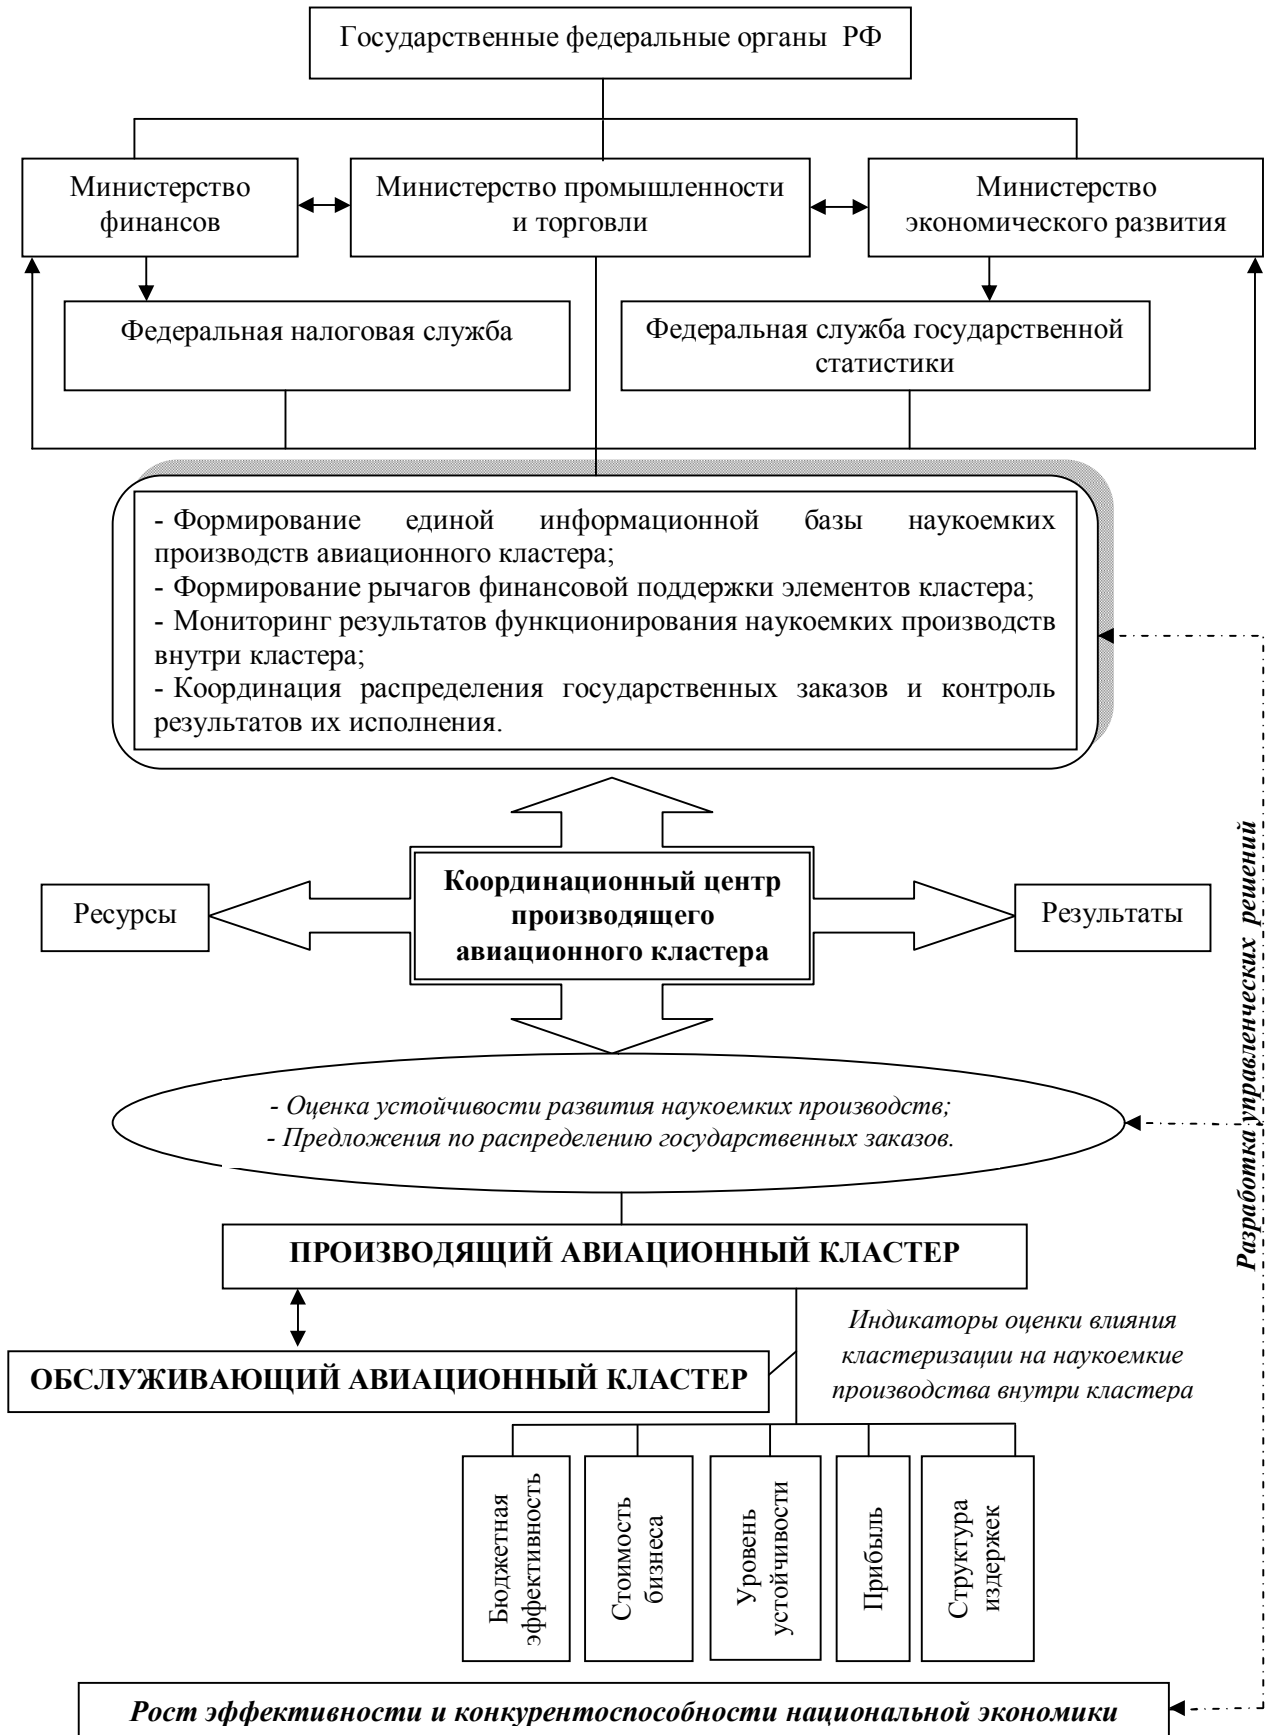 Государственные федеральные органы РФ
Министерство
финансов
Министерство промышленности
и торговли
Министерство
экономического развития
Федеральная налоговая служба
Федеральная служба государственной
статистики
- Формирование единой информационной базы наукоемких
производств авиационного кластера;
- Формирование рычагов финансовой поддержки элементов кластера;
- Мониторинг результатов функционирования наукоемких производств
внутри кластера;
- Координация распределения государственных заказов и контроль
результатов их исполнения.
Ресурсы
Координационный центр
производящего
авиационного кластера
Результаты
Разработка управленческих решений
- Оценка устойчивости развития наукоемких производств;
- Предложения по распределению государственных заказов.
ПРОИЗВОДЯЩИЙ АВИАЦИОННЫЙ КЛАСТЕР
ОБСЛУЖИВАЮЩИЙ АВИАЦИОННЫЙ КЛАСТЕР
Индикаторы оценки влияния
кластеризации на наукоемкие
производства внутри кластера
Бюджетная
эффективность
Стоимость
бизнеса
Уровень
устойчивости
Прибыль
Структура
издержек
Рост эффективности и конкурентоспособности национальной экономики